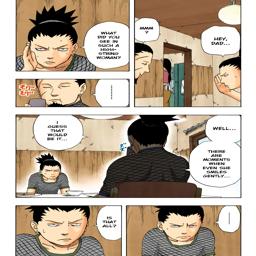 HEY,
DAD...
MMM
?
WHAT
DID YOU
SEE IN
SUCH A
HIGH-
STRING
WOMAN?
WELL...
THERE
ARE
MOMENTS
WHEN
EVEN SHE
SMILES
GENTLY...
I
GUESS
THAT
WOULD
BE IT...
IS
THAT
ALL?